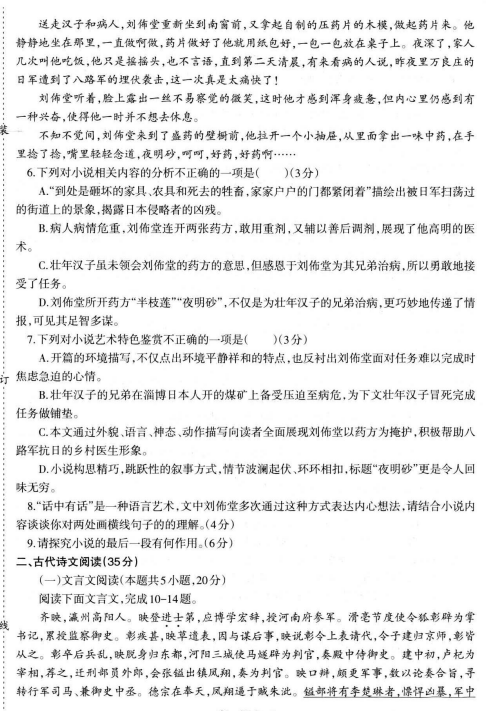 送走汉子和病人,刘佈堂重新坐到南窗前,又拿起自制的压药片的木模,做起药片来。他
静静地坐在那里,一直做啊做,药片做好了他就用纸包好,一包一包放在桌子上。夜深了,家人
几次叫他吃饭,他只是摇摇头,也不言语,直到第二天清晨,有来看病的人说,昨夜里万良庄的
日军遭到了八路军的埋伏袭击,这一次真是太痛快了!
刘佈堂听着,脸上露出一丝不易察觉的微笑,这时他才感到浑身疲惫,但内心里仍感到有
一种兴奋,使得他一时并不想去休息。
装
不知不觉间,刘佈堂来到了盛药的壁橱前,他拉开一个小抽屉,从里面拿出一味中药,在手
里捻了捻,嘴里轻轻念道,夜明砂,呵呵,好药,好药啊……
6.下列对小说相关内容的分析不正确的一项是( )(3分)
A.“到处是砸坏的家具、农具和死去的牲畜,家家户户的门都紧闭着”描绘出被日军扫荡过
的街道上的景象,揭露日本侵略者的凶残。
B.病人病情危重,刘佈堂连开两张药方,敢用重剂,又辅以善后调剂,展现了他高明的医
术。
C.壮年汉子虽未领会刘佈堂的药方的意思,但感恩于刘佈堂为其兄弟治病,所以勇敢地接
受了任务。
D.刘佈堂所开药方“半枝莲”“夜明砂”,不仅是为壮年汉子的兄弟治病,更巧妙地传递了情
报,可见其足智多谋。
7.下列对小说艺术特色鉴赏不正确的一项是( )(3分)
A.开篇的环境描写,不仅点出环境平静祥和的特点,也反衬出刘佈堂面对任务难以完成时
订 焦虑急迫的心情。
B.壮年汉子的兄弟在淄博日本人开的煤矿上备受压迫至病危,为下文壮年汉子冒死完成
任务做铺垫。
C.本文通过外貌、语言、神态、动作描写向读者全面展现刘佈堂以药方为掩护,积极帮助八
路军抗日的乡村医生形象。
D.小说构思精巧,跳跃性的叙事方式,情节波澜起伏、环环相扣,标题“夜明砂”更是令人回
味无穷。
8.“话中有话”是一种语言艺术,文中刘佈堂多次通过这种方式表达内心想法,请结合小说内
容谈谈你对两处画横线句子的的理解。(4分)
9.请探究小说的最后一段有何作用。(6分)
二、古代诗文阅读(35分)
(一)文言文阅读(本题共5小题,20分)
阅读下面文言文,完成10-14题。
齐映,瀛州高阳人。映登进士第,应博学宏辞,授河南府参军。滑亳节度使令狐彰辟为掌
线 书记,累授监察御史。彰疾甚,映草遗表,因与谋后事,映说彰令上表请代,令子建归京师,彰皆
从之。彰卒后兵乱,映脱身归东都,河阳三城使马燧辟为判官,奏殿中侍御史。建中初,卢杞为
宰相,荐之,迁刑部员外郎,会张镒出镇凤翔,奏为判官。映口辩,颇更军事,数以论奏合旨,寻
转行军司马、兼御史中丞。德宗在奉天,凤翔逼于贼朱泚。镒部将有李楚琳者,慓悍凶暴,军中